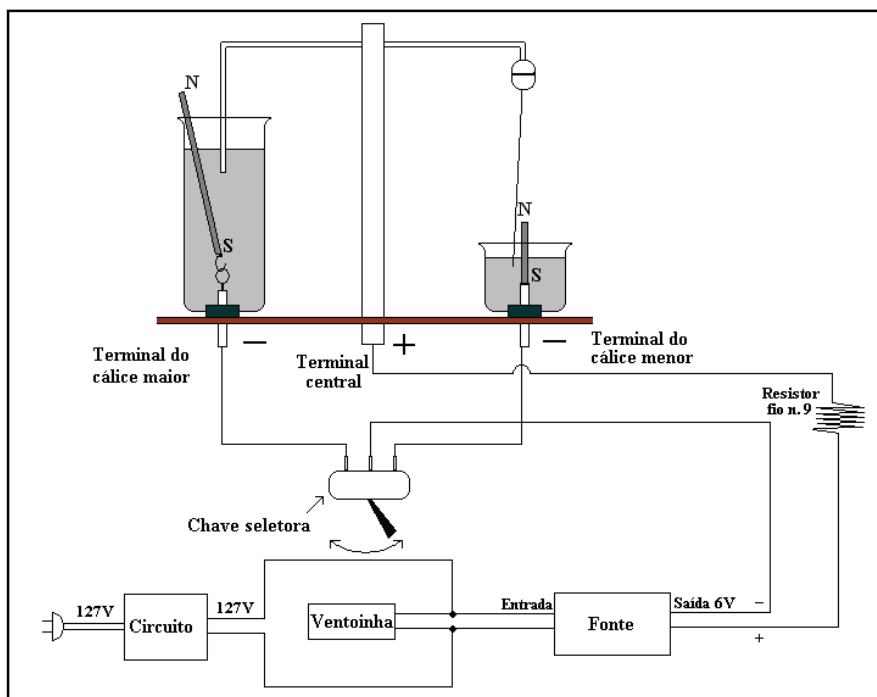 N
N
S
S
−
+
−
Terminal do
cálice maior
Terminal
central
Terminal do
cálice menor
Resistor
fio n. 9
Chave seletora
127V
Circuito
127V
Ventoinha
Entrada
Fonte
Saída 6V
−
+